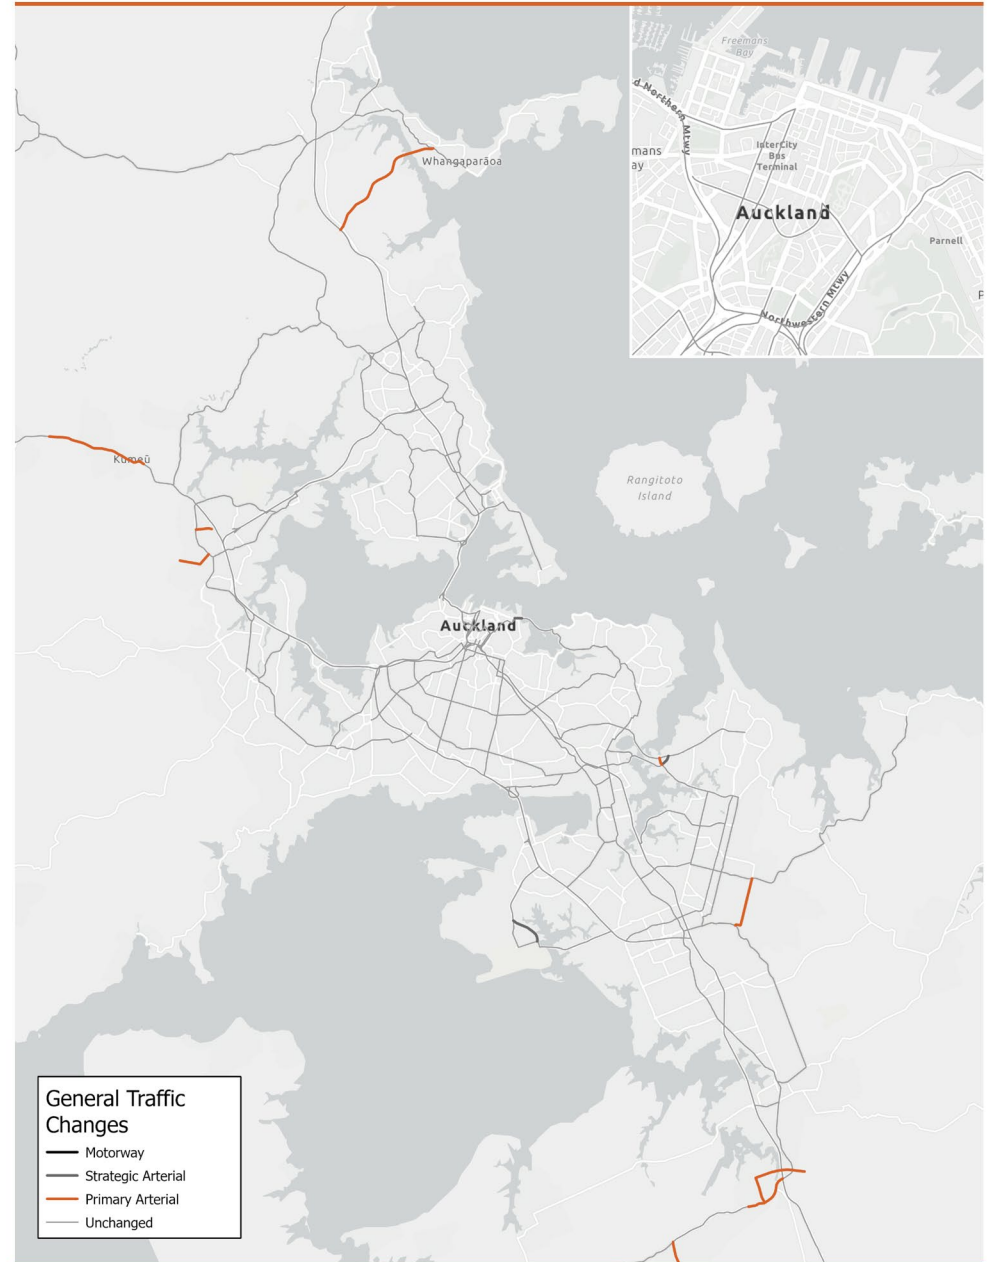 Whangaparāoa
Freemans
Bay
d Northern Mtwy
mans
ay
InterCity
Bus
Terminal
Auckland
Parnell
Northwestern Mtwy
Kumeū
Rangitoto
Island
Auckland
General Traffic
Changes
Motorway
Strategic Arterial
Primary Arterial
Unchanged